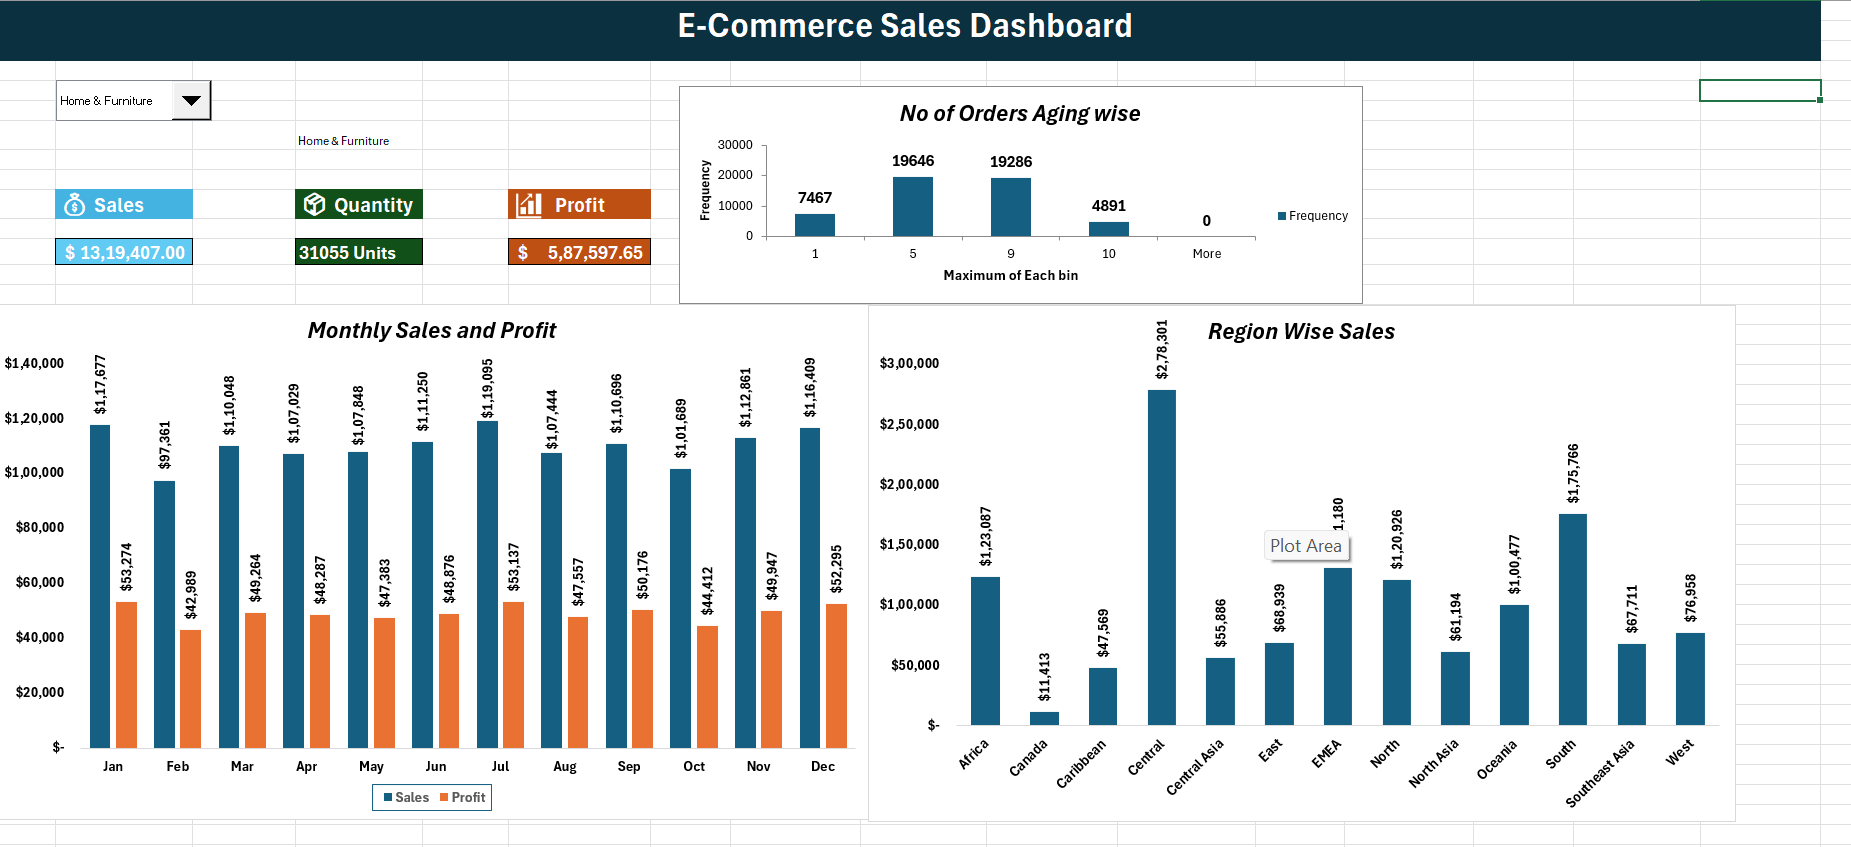 E-Commerce Sales Dashboard
Home & Furniture
Home & Furniture
Sales
Quantity
Profit
$ 13,19,407.00
31055 Units
$ 5,87,597.65
No of Orders Aging wise
Frequency
30000
20000
10000
0
7467
19646
19286
4891
0
1
5
9
10
More
Maximum of Each bin
Frequency
Monthly Sales and Profit
$1,40,000
$1,20,000
$1,00,000
$80,000
$60,000
$40,000
$20,000
$-
$1,17,677
$53,274
$97,361
$42,989
$1,10,048
$49,264
$1,07,029
$48,287
$1,07,848
$47,383
$1,11,250
$48,876
$1,19,095
$53,137
$1,07,444
$47,557
$1,10,696
$50,176
$1,01,689
$44,412
$1,12,861
$49,947
$1,16,409
$52,295
Jan
Feb
Mar
Apr
May
Jun
Jul
Aug
Sep
Oct
Nov
Dec
Sales
Profit
Region Wise Sales
$3,00,000
$2,50,000
$2,00,000
$1,50,000
$1,00,000
$50,000
$-
$1,23,087
$11,413
$47,569
$2,78,301
$55,886
$68,939
1,180
$1,20,926
$61,194
$1,00,477
$1,75,766
$67,711
$76,958
Plot Area
Africa
Canada
Caribbean
Central
Central Asia
East
EMEA
North
North Asia
Oceania
South
Southeast Asia
West